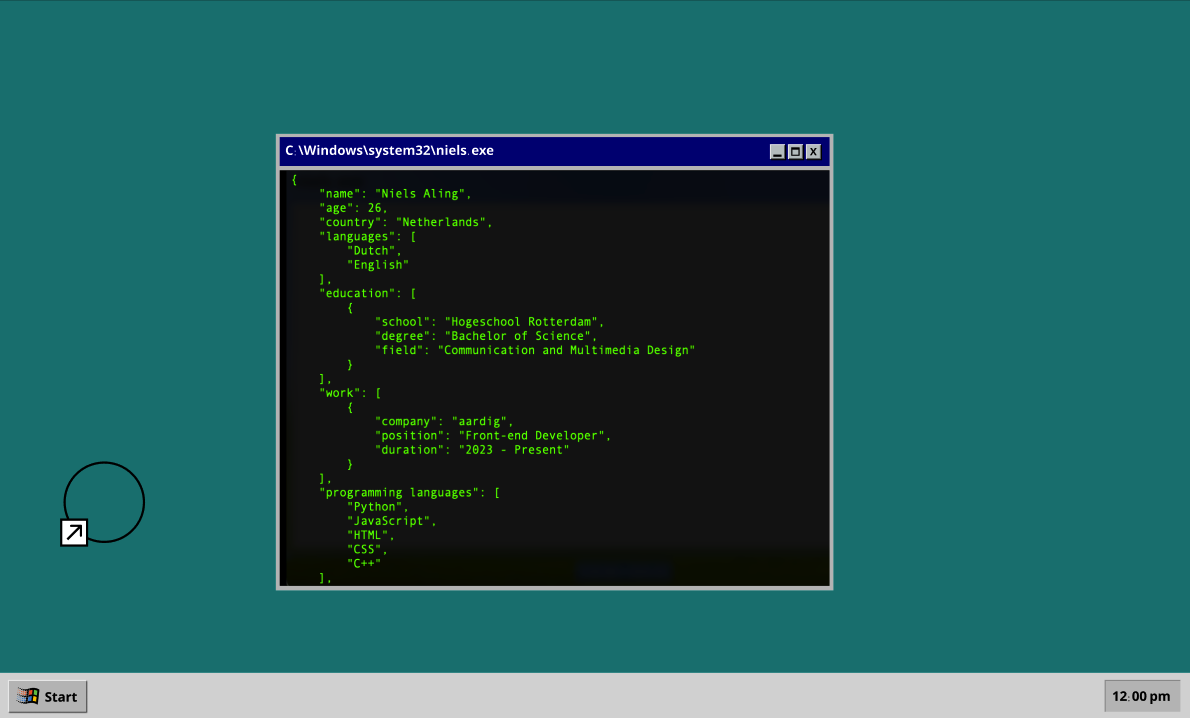 C:\Windows\system32\niels.exe
{
    "name": "Niels Aling",
    "age": 26,
    "country": "Netherlands",
    "languages": [
        "Dutch",
        "English"
    ],
    "education": [
        {
            "school": "Hogeschool Rotterdam",
            "degree": "Bachelor of Science",
            "field": "Communication and Multimedia Design"
        }
    ],
    "work": [
        {
            "company": "aardig",
            "position": "Front-end Developer",
            "duration": "2023 - Present"
        }
    ],
    "programming languages": [
        "Python",
        "JavaScript",
        "HTML",
        "CSS",
        "C++"
    ],
Start
12:00 pm